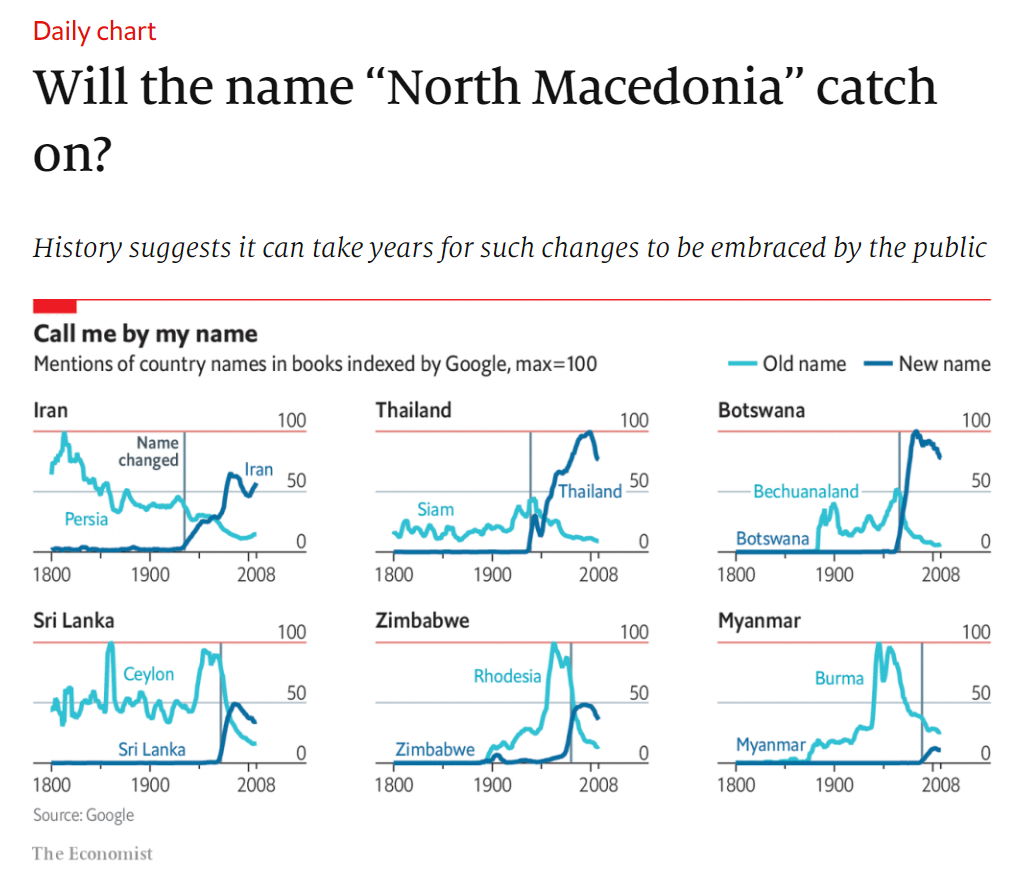 Daily chart
Will the name “North Macedonia” catch
on?
History suggests it can take years for such changes to be embraced by the public
Call me by my name
Mentions of country names in books indexed by Google, max=100
Old name
New name
Iran
100
Name
changed
Iran
50
Persia
0
1800
1900
2008
Thailand
100
50
Thailand
Siam
0
1800
1900
2008
Botswana
100
50
Bechuanaland
Botswana
0
1800
1900
2008
Sri Lanka
100
Ceylon
50
Sri Lanka
0
1800
1900
2008
Zimbabwe
100
Rhodesia
50
Zimbabwe
0
1800
1900
2008
Myanmar
100
Burma
50
Myanmar
0
1800
1900
2008
Source: Google
The Economist